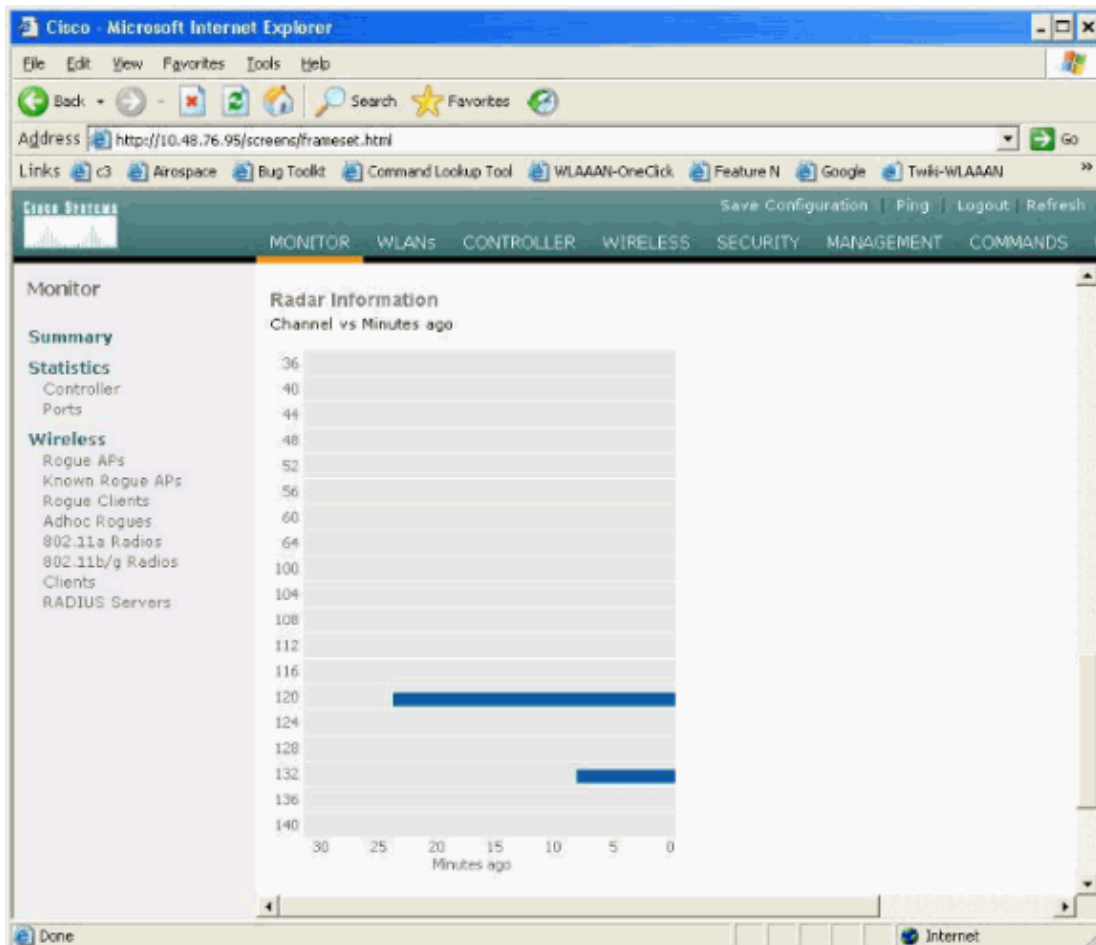 Cisco - Microsoft Internet Explorer
File Edit View Favorites Tools Help
Back Search Favorites
Address http://10.48.76.95/screens/frameset.html Go
Links c3 Airospace Bug Toolkit Command Lookup Tool WLAAAN-OneClick Feature N Google Twiki-WLAAAN »
Cisco Systems
Save Configuration | Ping | Logout | Refresh
MONITOR WLANs CONTROLLER WIRELESS SECURITY MANAGEMENT COMMANDS
Monitor
Summary
Statistics
Controller
Ports
Wireless
Rogue APs
Known Rogue APs
Rogue Clients
Adhoc Rogues
802.11a Radios
802.11b/g Radios
Clients
RADIUS Servers
Radar Information
Channel vs Minutes ago
36
40
44
48
52
56
60
64
100
104
108
112
116
120
124
128
132
136
140
30 25 20 15 10 5 0
Minutes ago
Done Internet